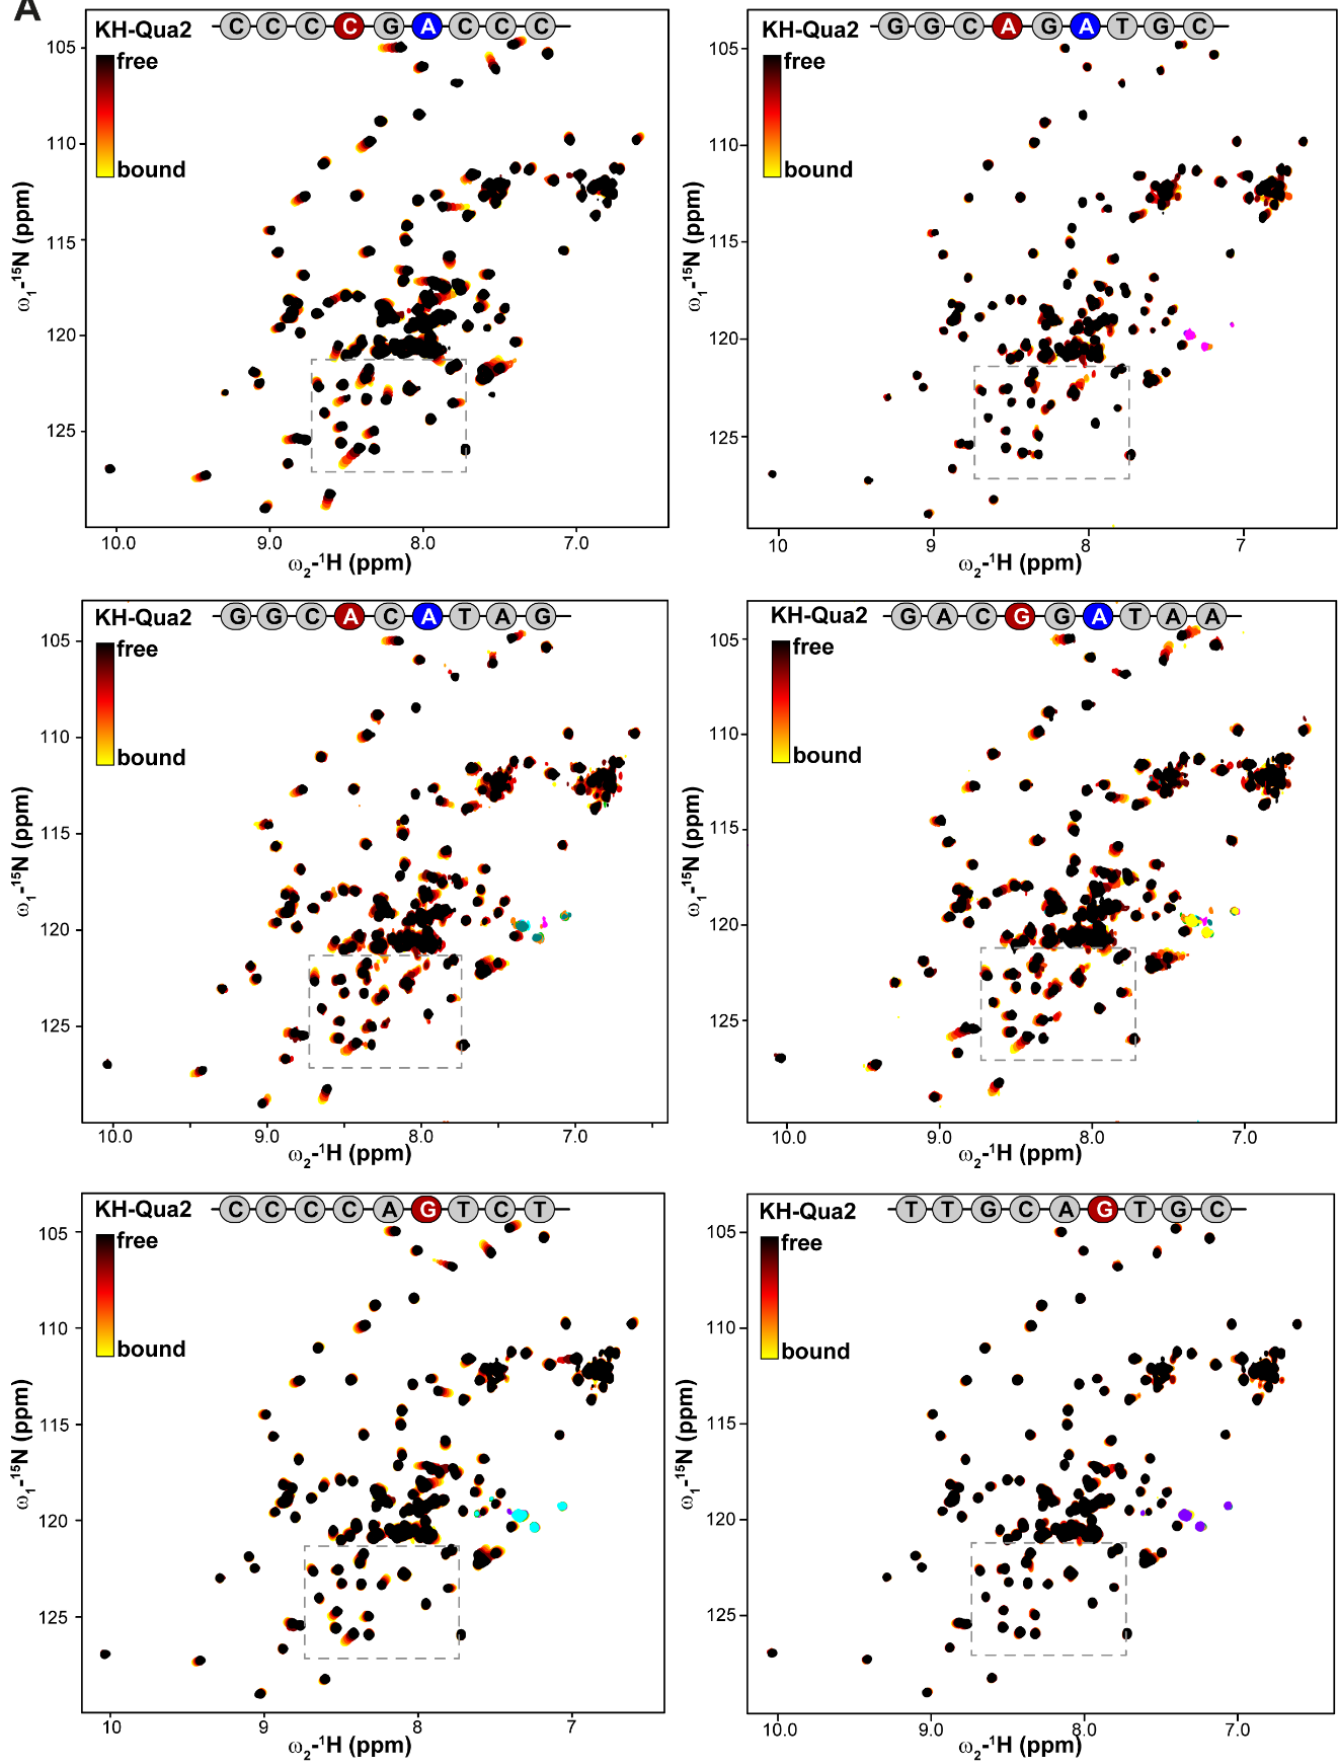 A
KH-Qua2 C C C C G A C C C
free
bound
105
110
115
120
125
ω1-15N (ppm)
10.0 9.0 8.0 7.0
ω2-1H (ppm)
KH-Qua2 G G C A G A T G C
free
bound
105
110
115
120
125
ω1-15N (ppm)
10 9 8 7
ω2-1H (ppm)
KH-Qua2 G G C A C A T A G
free
bound
105
110
115
120
125
ω1-15N (ppm)
10.0 9.0 8.0 7.0
ω2-1H (ppm)
KH-Qua2 G A C G G A T A A
free
bound
105
110
115
120
125
ω1-15N (ppm)
10.0 9.0 8.0 7.0
ω2-1H (ppm)
KH-Qua2 C C C C A G T C T
free
bound
105
110
115
120
125
ω1-15N (ppm)
10 9 8 7
ω2-1H (ppm)
KH-Qua2 T T G C A G T G C
free
bound
105
110
115
120
125
ω1-15N (ppm)
10.0 9.0 8.0 7.0
ω2-1H (ppm)